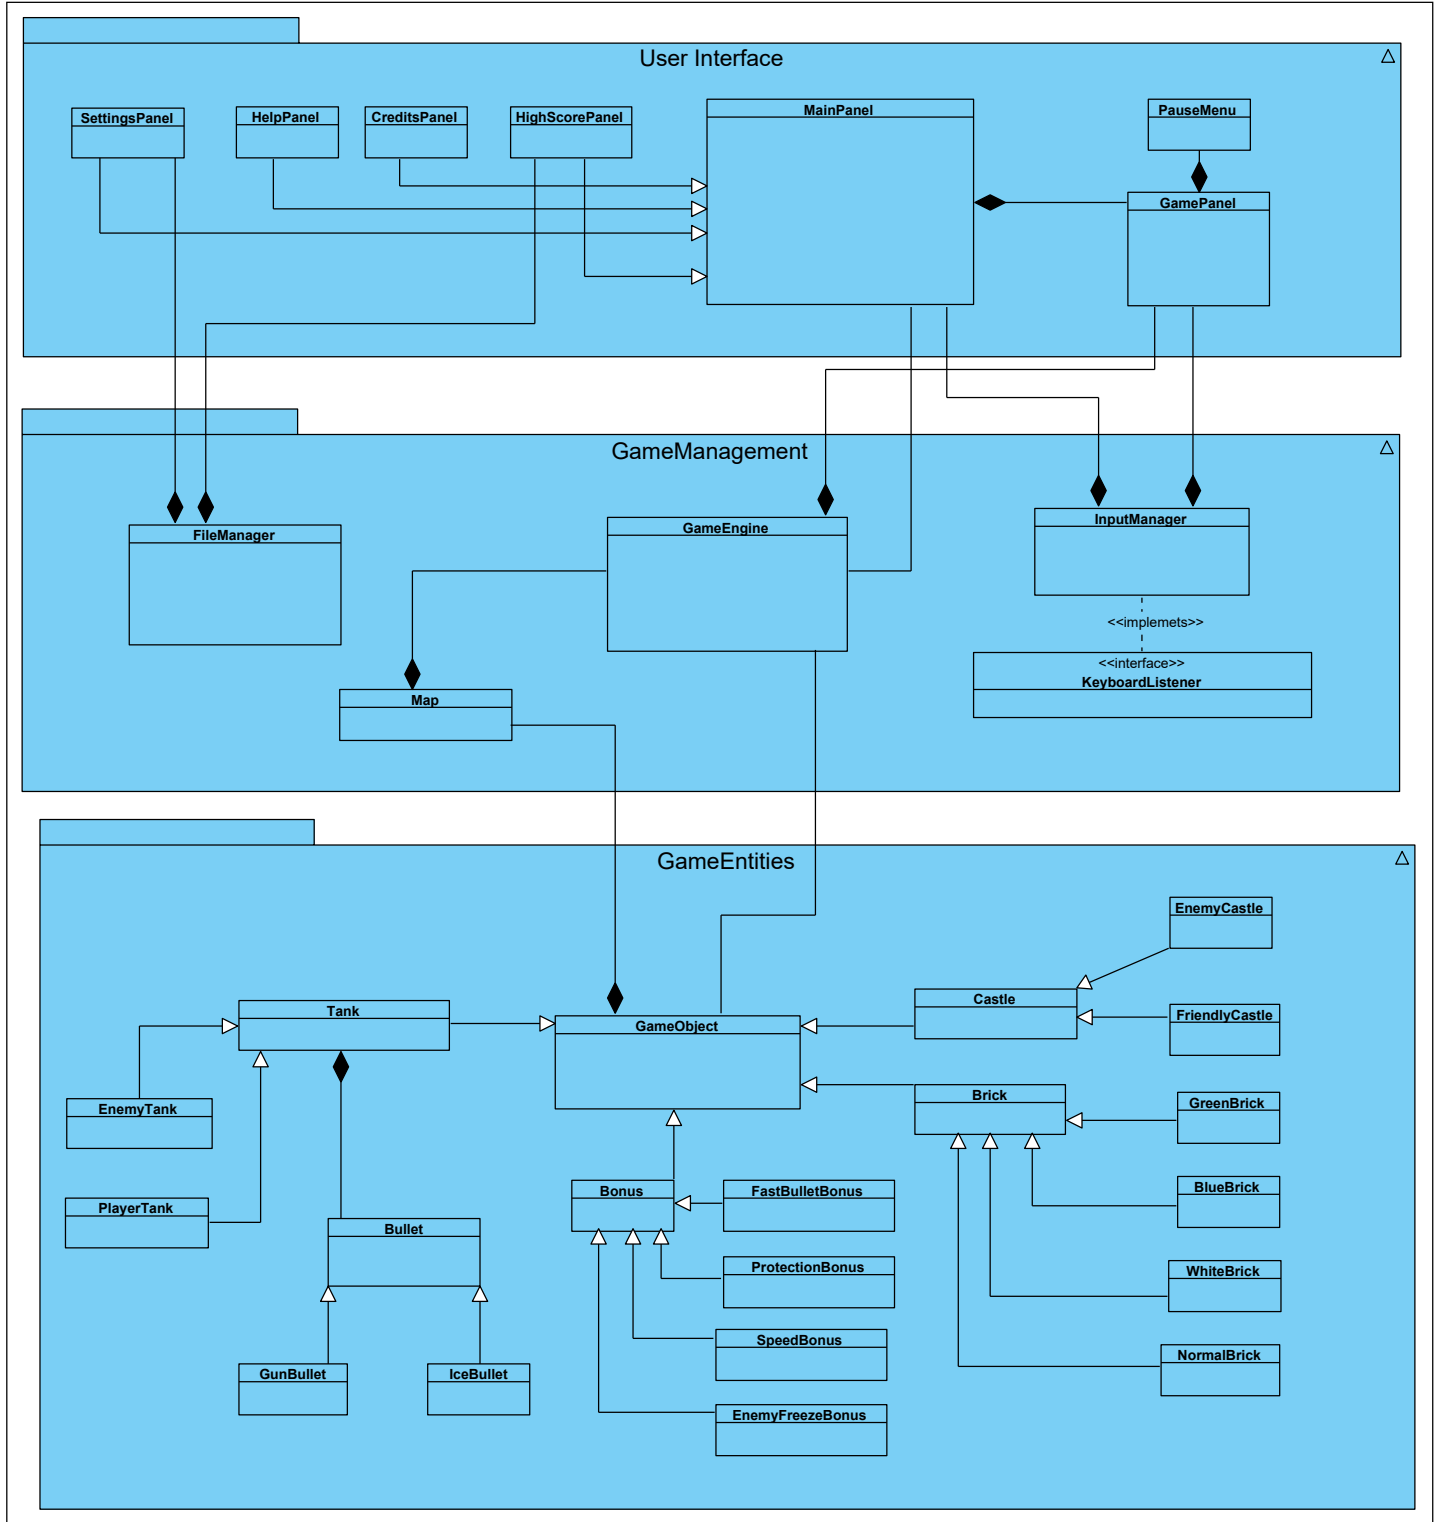 User Interface
SettingsPanel
HelpPanel
CreditsPanel
HighScorePanel
MainPanel
PauseMenu
GamePanel
GameManagement
FileManager
GameEngine
InputManager
<<implemets>>
<<interface>>
KeyboardListener
Map
GameEntities
EnemyCastle
Tank
GameObject
Castle
FriendlyCastle
EnemyTank
Brick
GreenBrick
PlayerTank
Bullet
Bonus
FastBulletBonus
BlueBrick
ProtectionBonus
WhiteBrick
SpeedBonus
NormalBrick
GunBullet
IceBullet
EnemyFreezeBonus